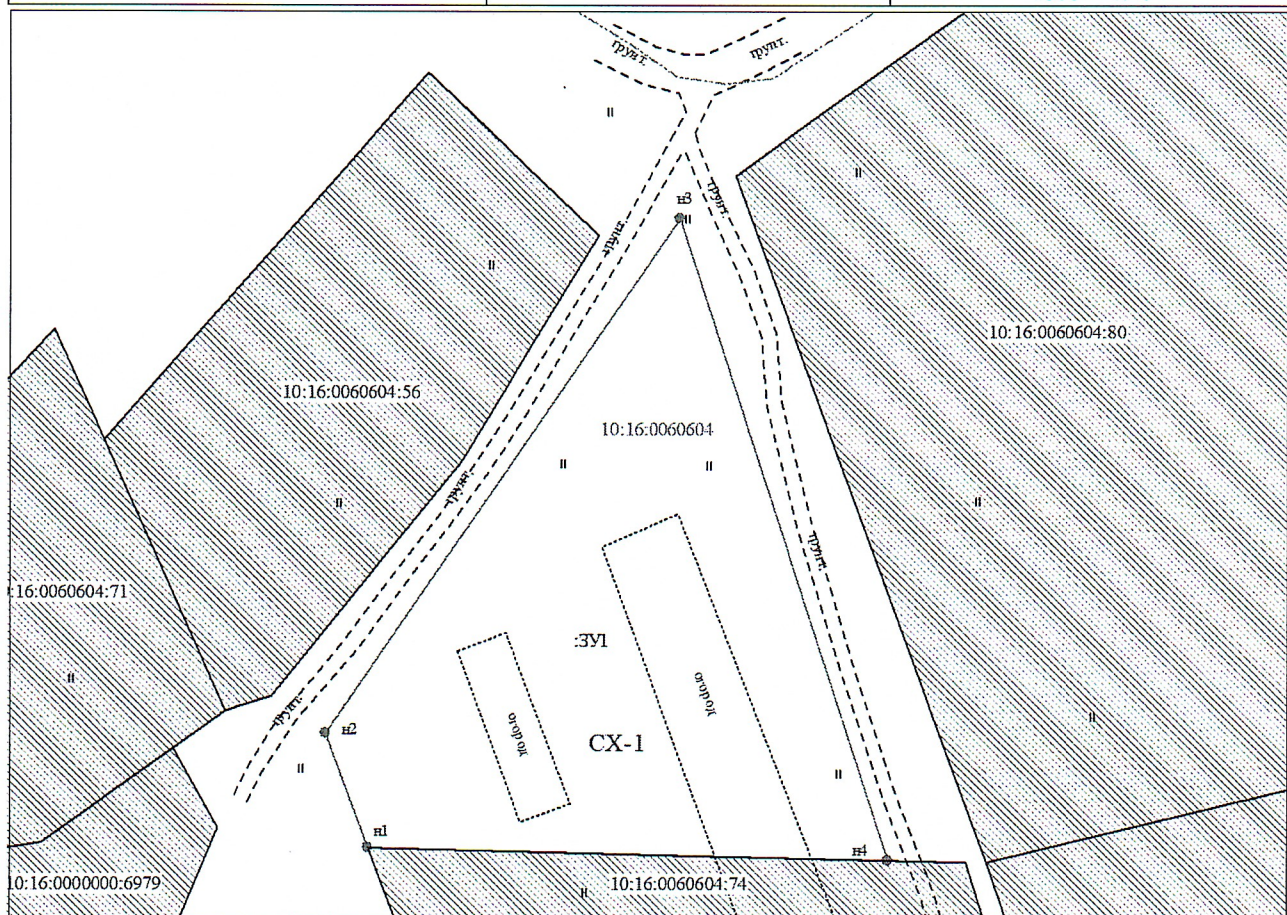 грунт.
грунт.
н3
грунт.
грунт.
10:16:0060604:80
10:16:0060604:56
10:16:0060604
грунт.
грунт.
:16:0060604:71
:ЗУ1
огород
грунт.
н2
огород
СХ-1
н1
н4
10:16:0000000:6979
10:16:0060604:74